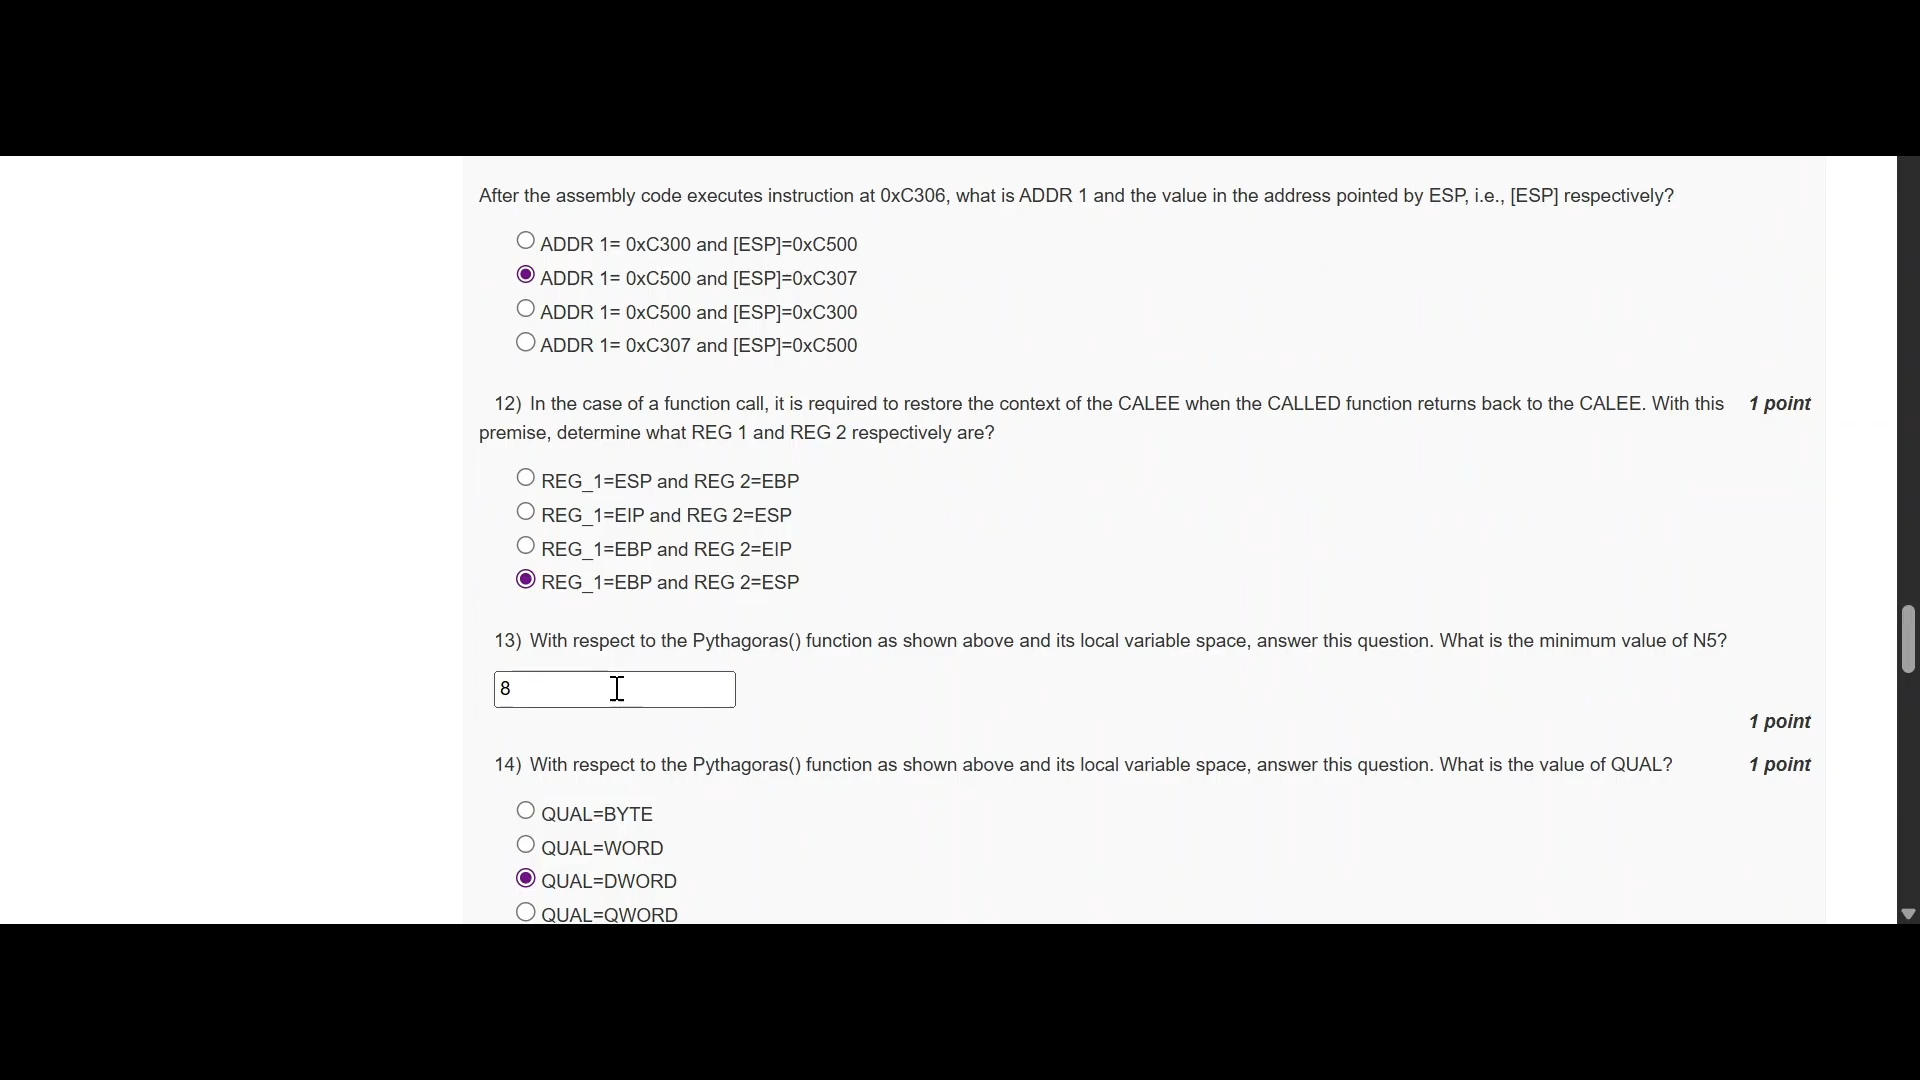 After the assembly code executes instruction at 0xC306, what is ADDR 1 and the value in the address pointed by ESP, i.e., [ESP] respectively?
ADDR 1= 0xC300 and [ESP]=0xC500
ADDR 1= 0xC500 and [ESP]=0xC307
ADDR 1= 0xC500 and [ESP]=0xC300
ADDR 1= 0xC307 and [ESP]=0xC500
12) In the case of a function call, it is required to restore the context of the CALEE when the CALLED function returns back to the CALEE. With this 1 point
premise, determine what REG 1 and REG 2 respectively are?
REG_1=ESP and REG 2=EBP
REG_1=EIP and REG 2=ESP
REG_1=EBP and REG 2=EIP
REG_1=EBP and REG 2=ESP
13) With respect to the Pythagoras() function as shown above and its local variable space, answer this question. What is the minimum value of N5?
8
1 point
14) With respect to the Pythagoras() function as shown above and its local variable space, answer this question. What is the value of QUAL? 1 point
QUAL=BYTE
QUAL=WORD
QUAL=DWORD
QUAL=QWORD